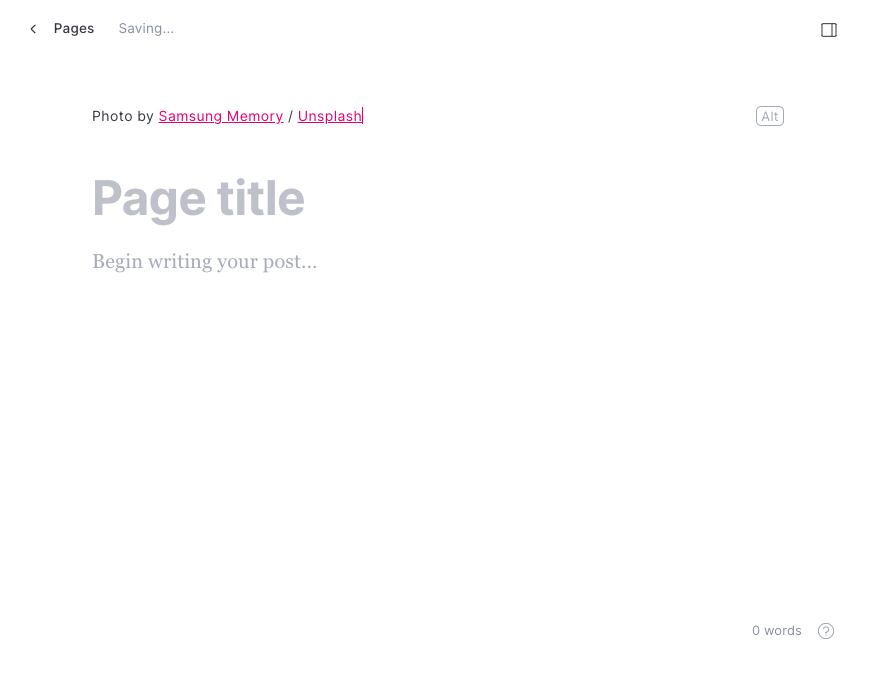 Pages Saving...
Photo by Samsung Memory / Unsplash Alt
Page title
Begin writing your post...
0 words